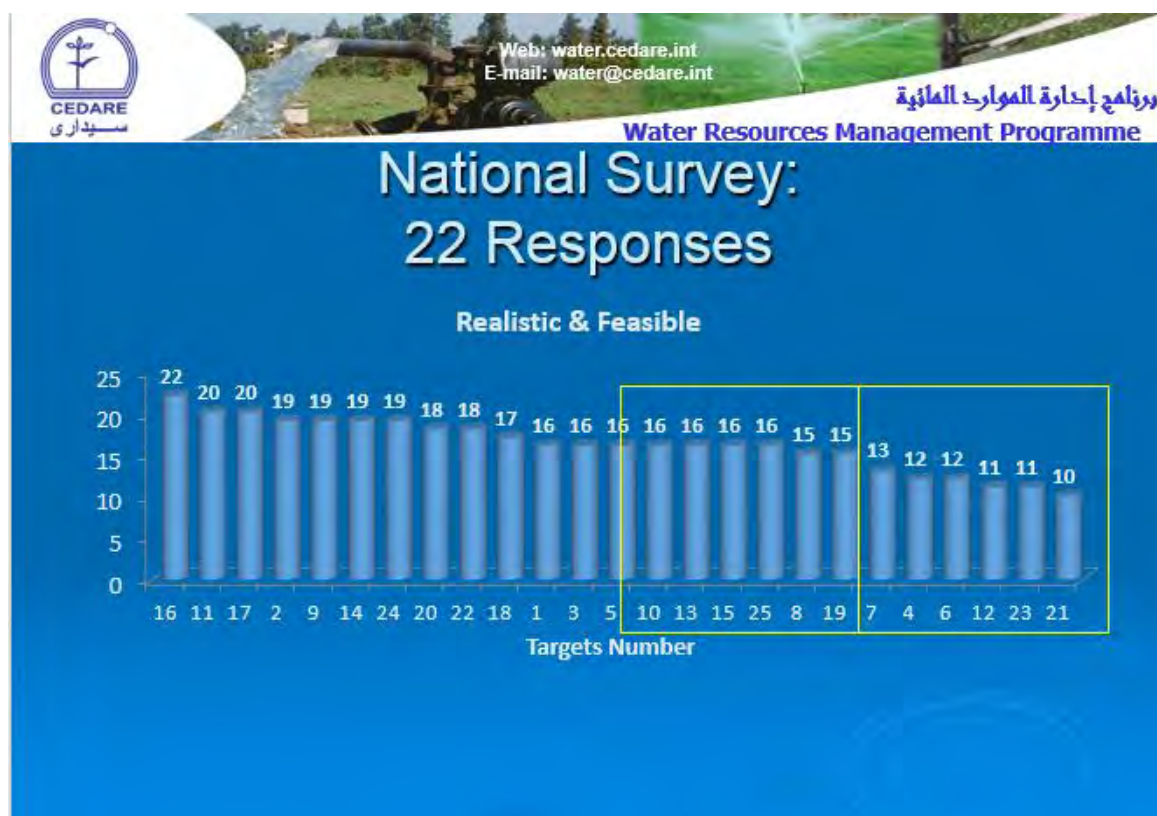 CEDARE
ســيدارى
Web: water.cedare.int
E-mail: water@cedare.int
برنامج إدارة الموارد المائية
Water Resources Management Programme
National Survey:
22 Responses
Realistic & Feasible
25
20
15
10
5
0
22 20 20 19 19 19 19 18 18 17 16 16 16 16 16 16 16 15 15 13 12 12 11 11 10
16 11 17 2 9 14 24 20 22 18 1 3 5 10 13 15 25 8 19 7 4 6 12 23 21
Targets Number